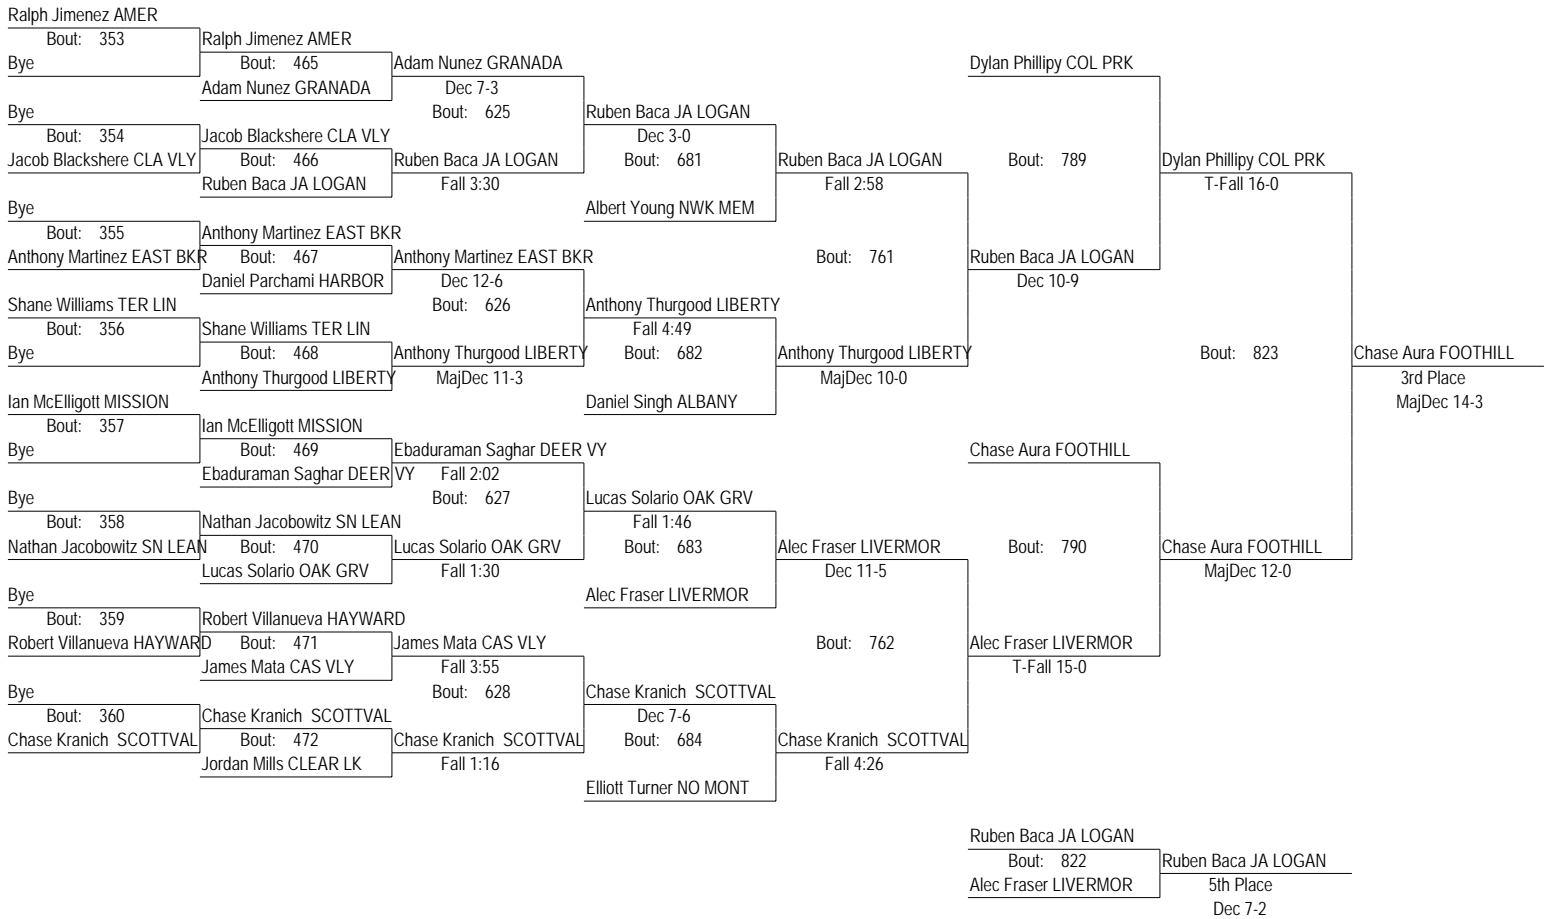 Ralph Jimenez AMER
Bout: 353
Bye
Bye
Bout: 354
Jacob Blackshere CLA VLY
Bye
Bout: 355
Anthony Martinez EAST BKR
Shane Williams TER LIN
Bout: 356
Bye
Ian McElligott MISSION
Bout: 357
Bye
Bye
Bout: 358
Nathan Jacobowitz SN LEAN
Bye
Bout: 359
Robert Villanueva HAYWARD
Bye
Bout: 360
Chase Kranich SCOTTVAL
Ralph Jimenez AMER
Bout: 465
Adam Nunez GRANADA
Jacob Blackshere CLA VLY
Bout: 466
Ruben Baca JA LOGAN
Anthony Martinez EAST BKR
Bout: 467
Daniel Parchami HARBOR
Shane Williams TER LIN
Bout: 468
Anthony Thurgood LIBERTY
Ian McElligott MISSION
Bout: 469
Ebaduraman Saghar DEER VY
Nathan Jacobowitz SN LEAN
Bout: 470
Lucas Solario OAK GRV
Robert Villanueva HAYWARD
Bout: 471
James Mata CAS VLY
Chase Kranich SCOTTVAL
Bout: 472
Jordan Mills CLEAR LK
Adam Nunez GRANADA
Dec 7-3
Bout: 625
Ruben Baca JA LOGAN
Fall 3:30
Anthony Martinez EAST BKR
Dec 12-6
Bout: 626
Anthony Thurgood LIBERTY
MajDec 11-3
Ebaduraman Saghar DEER VY
Fall 2:02
Bout: 627
Lucas Solario OAK GRV
Fall 1:30
James Mata CAS VLY
Fall 3:55
Bout: 628
Chase Kranich SCOTTVAL
Fall 1:16
Ruben Baca JA LOGAN
Dec 3-0
Bout: 681
Albert Young NWK MEM
Anthony Thurgood LIBERTY
Fall 4:49
Bout: 682
Daniel Singh ALBANY
Lucas Solario OAK GRV
Fall 1:46
Bout: 683
Alec Fraser LIVERMOR
Chase Kranich SCOTTVAL
Dec 7-6
Bout: 684
Elliott Turner NO MONT
Ruben Baca JA LOGAN
Fall 2:58
Bout: 761
Anthony Thurgood LIBERTY
MajDec 10-0
Alec Fraser LIVERMOR
Dec 11-5
Bout: 762
Chase Kranich SCOTTVAL
Fall 4:26
Dylan Phillipy COL PRK
Bout: 789
Ruben Baca JA LOGAN
Dec 10-9
Chase Aura FOOTHILL
Bout: 790
Alec Fraser LIVERMOR
T-Fall 15-0
Dylan Phillipy COL PRK
T-Fall 16-0
Bout: 823
Chase Aura FOOTHILL
MajDec 12-0
Chase Aura FOOTHILL
3rd Place
MajDec 14-3
Ruben Baca JA LOGAN
Bout: 822
Alec Fraser LIVERMOR
Ruben Baca JA LOGAN
5th Place
Dec 7-2